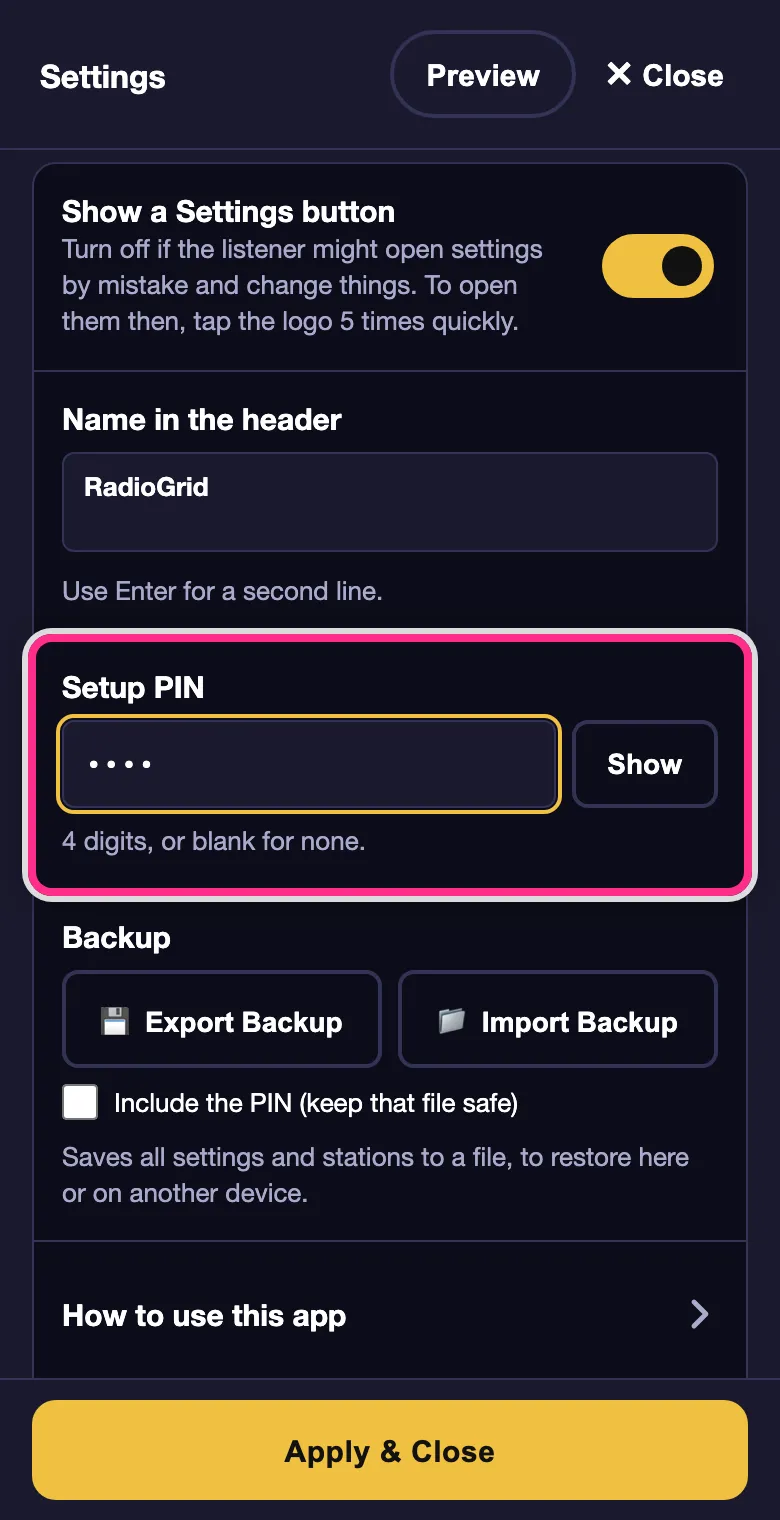 Settings
Preview
✕ Close
Show a Settings button
Turn off if the listener might open settings
by mistake and change things. To open
them then, tap the logo 5 times quickly.
Name in the header
RadioGrid
Use Enter for a second line.
Setup PIN
••••
Show
4 digits, or blank for none.
Backup
💾 Export Backup
📁 Import Backup
Include the PIN (keep that file safe)
Saves all settings and stations to a file, to restore here
or on another device.
How to use this app
Apply & Close